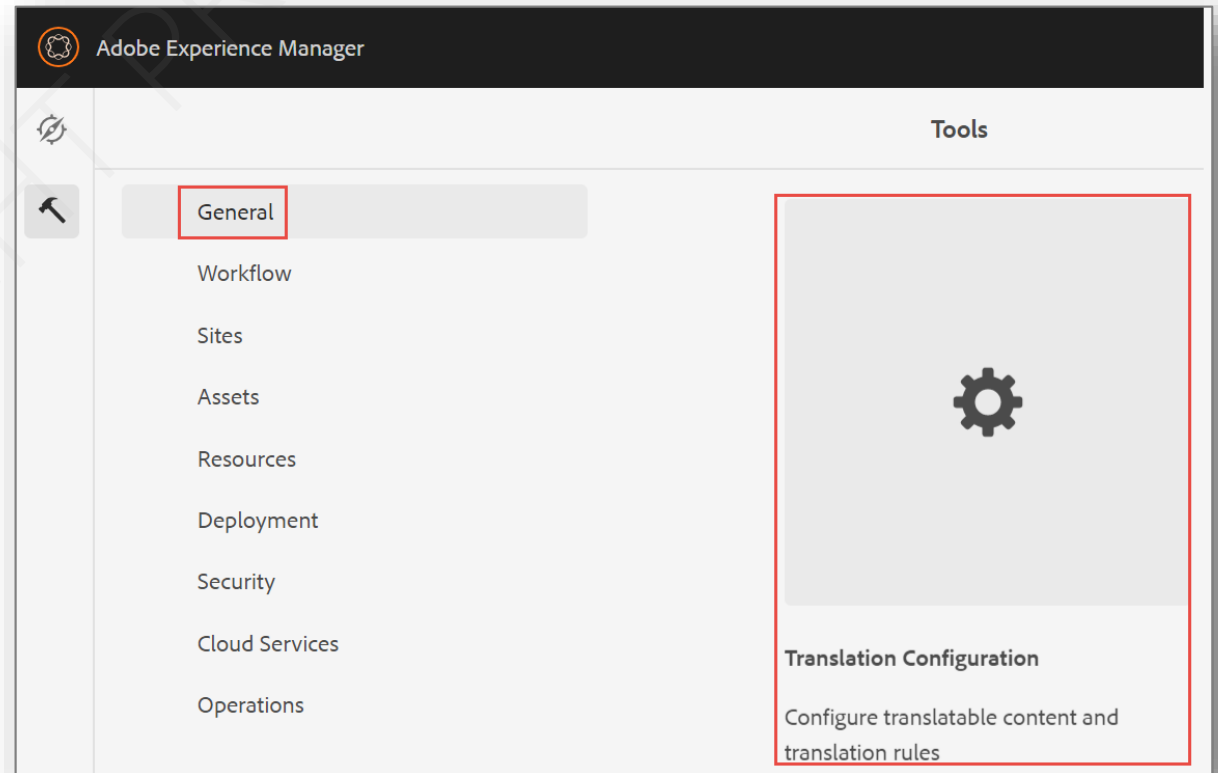 Adobe Experience Manager
Tools
General
Workflow
Sites
Assets
Resources
Deployment
Security
Cloud Services
Operations
Translation Configuration
Configure translatable content and
translation rules